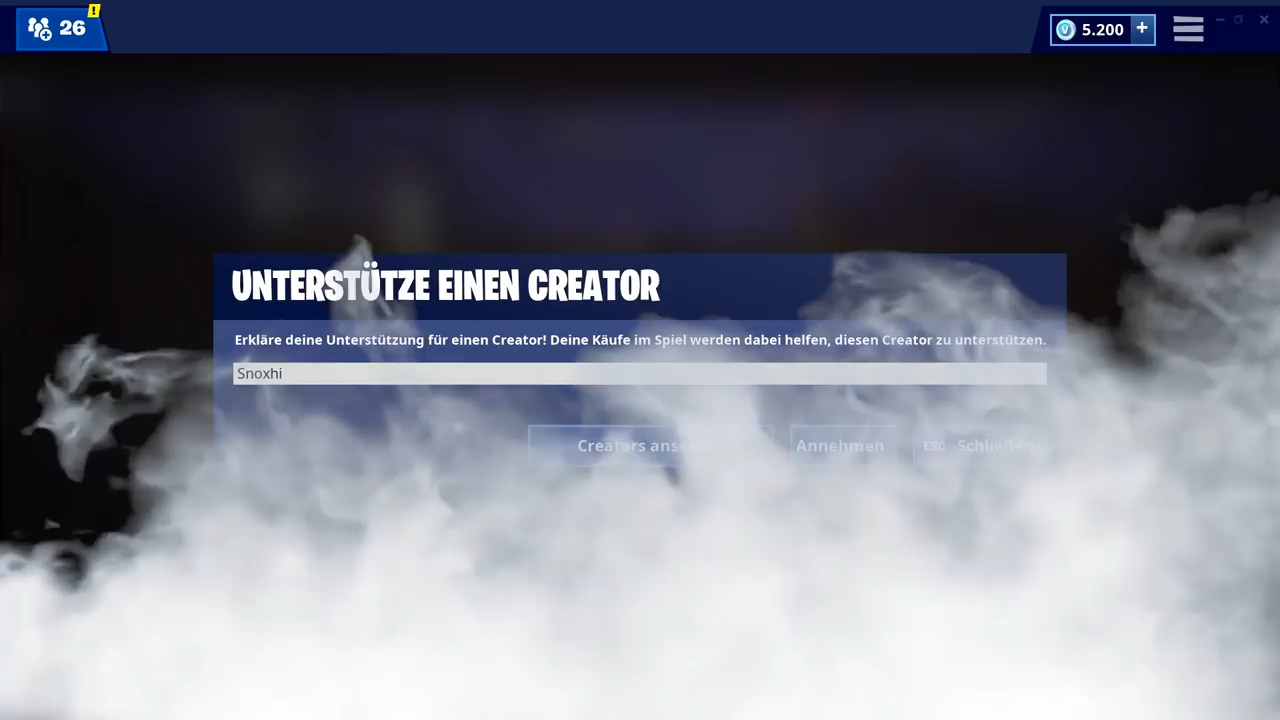 26
!
5.200 +
UNTERSTÜTZE EINEN CREATOR
Erkläre deine Unterstützung für einen Creator! Deine Käufe im Spiel werden dabei helfen, diesen Creator zu unterstützen.
Snoxhi
Creators Annehmen ESC